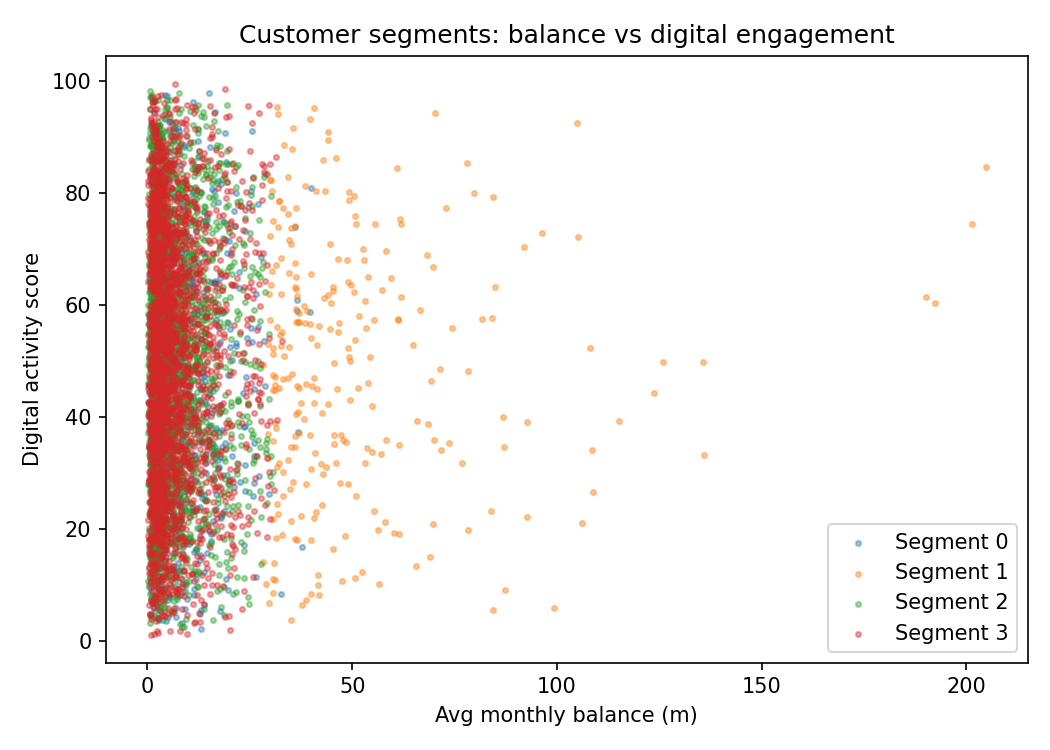 Customer segments: balance vs digital engagement
Digital activity score
100
80
60
40
20
0
0 50 100 150 200
Avg monthly balance (m)
Segment 0
Segment 1
Segment 2
Segment 3